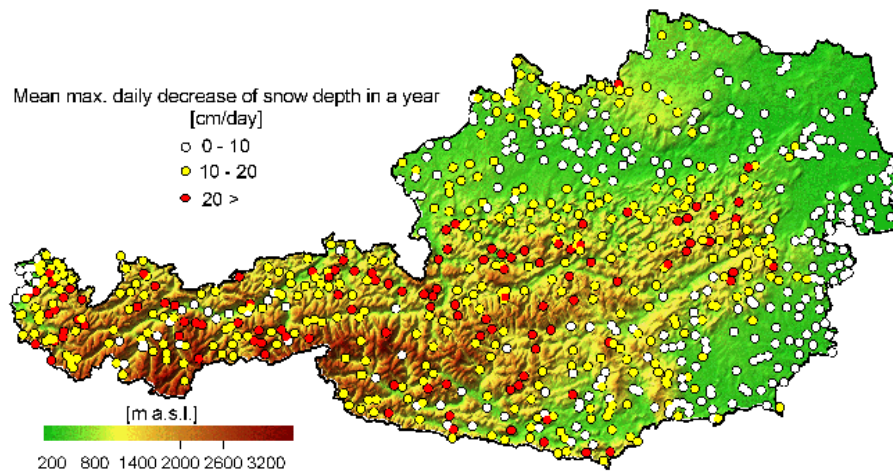 Mean max. daily decrease of snow depth in a year
[cm/day]
0 - 10
10 - 20
20 >
[m a.s.l.]
200 800 1400 2000 2600 3200